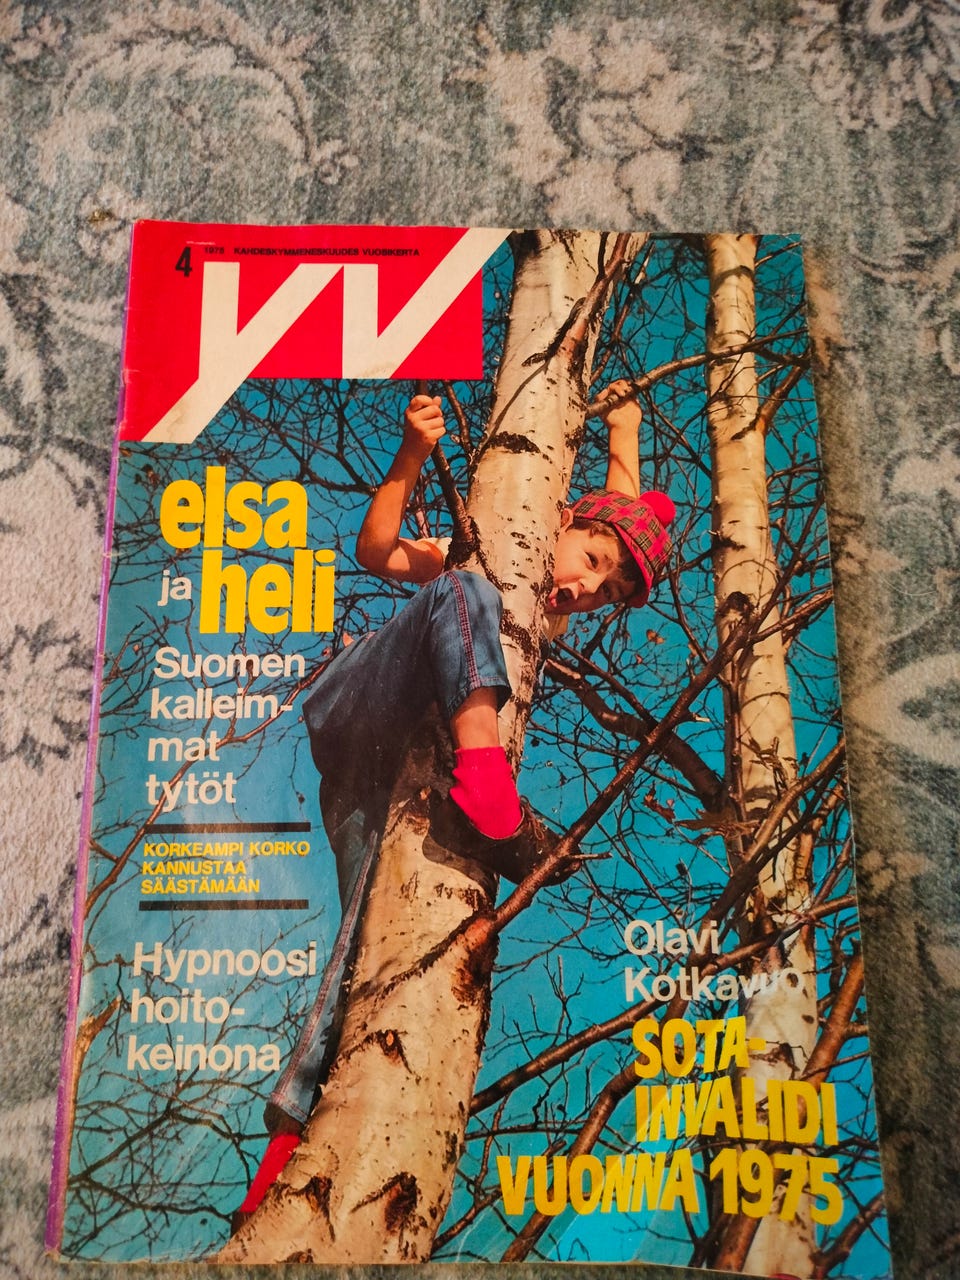 4 1975 KAHDESKYMMENESKUUDES VUOSIKERTA
yv
elsa
ja heli
Suomen
kalleim-
mat
tytöt
KORKEAMPI KORKO
KANNUSTAA
SÄÄSTÄMÄÄN
Hypnoosi
hoito-
keinona
Olavi
Kotkavuo
SOTA-
INVALIDI
VUONNA 1975